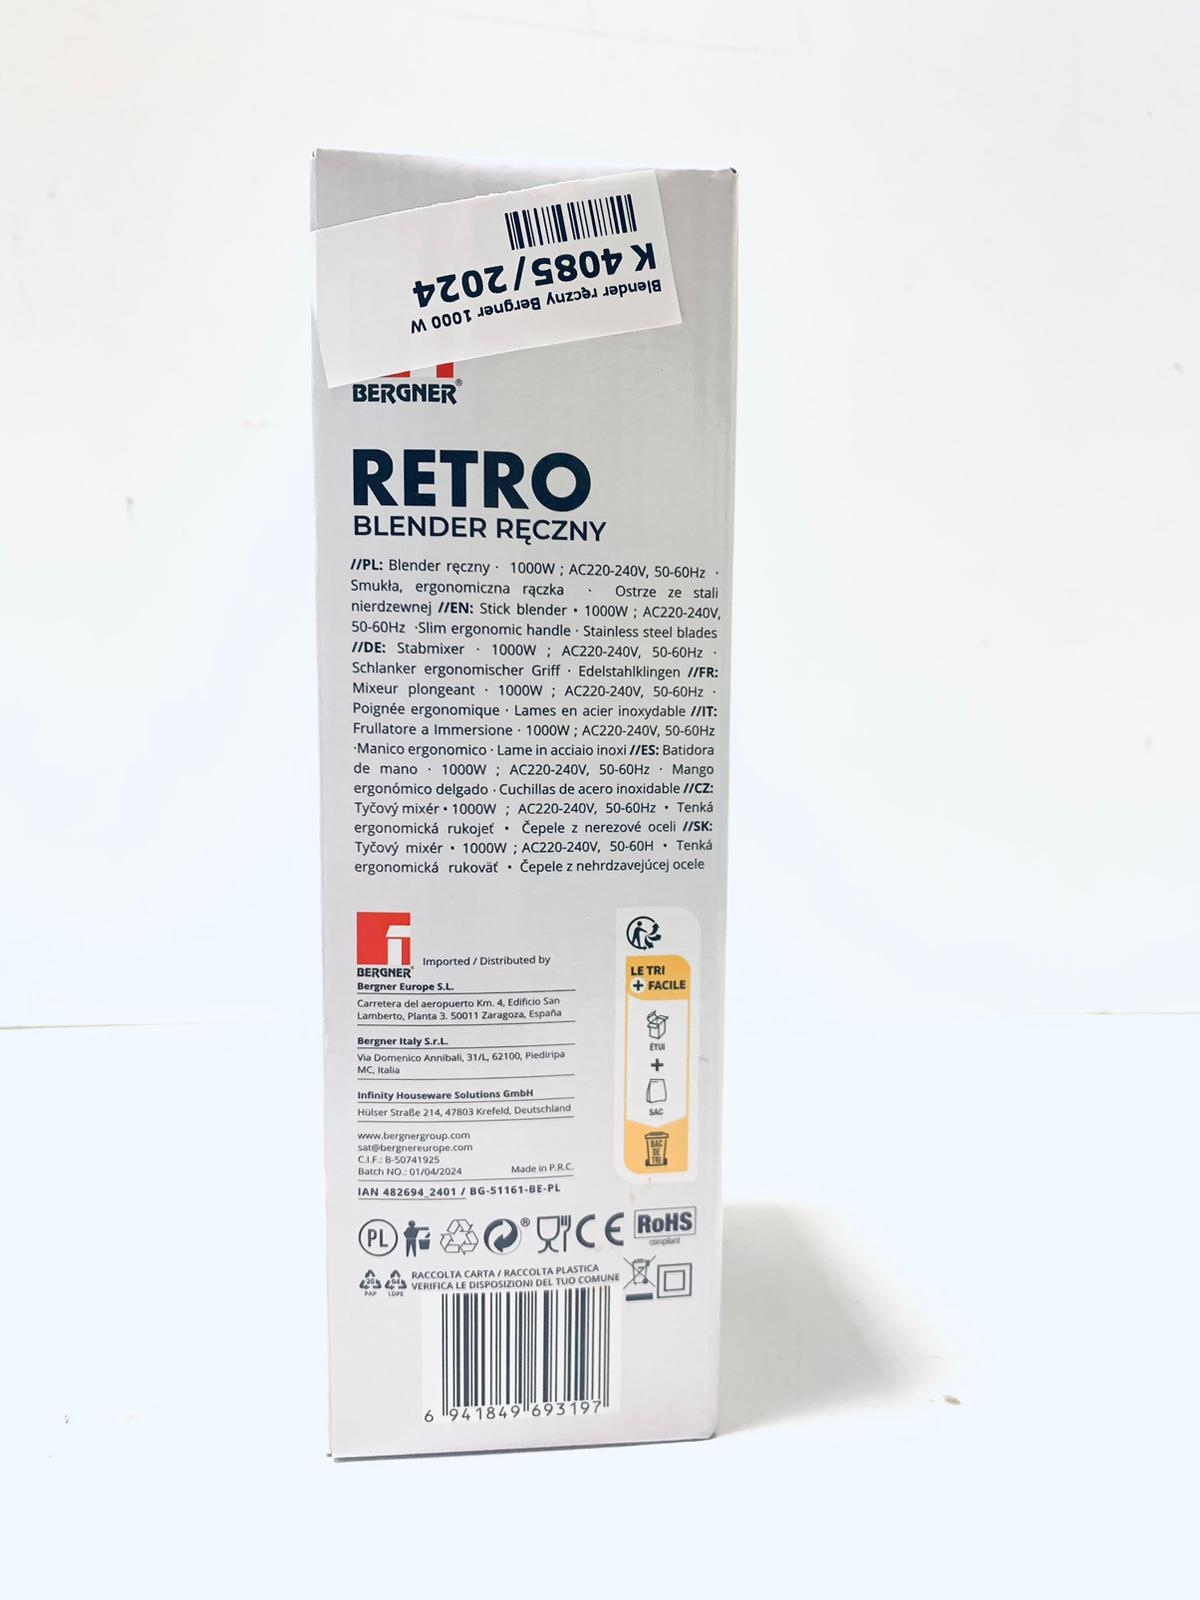 K 4085/2024
Blender ręczny Bergner 1000 W
BERGNER®
RETRO
BLENDER RĘCZNY
//PL: Blender ręczny · 1000W ; AC220-240V, 50-60Hz ·
Smukła, ergonomiczna rączka · Ostrze ze stali
nierdzewnej //EN: Stick blender • 1000W ; AC220-240V,
50-60Hz ·Slim ergonomic handle · Stainless steel blades
//DE: Stabmixer · 1000W ; AC220-240V, 50-60Hz ·
Schlanker ergonomischer Griff · Edelstahlklingen //FR:
Mixeur plongeant · 1000W ; AC220-240V, 50-60Hz ·
Poignée ergonomique · Lames en acier inoxydable //IT:
Frullatore a Immersione · 1000W ; AC220-240V, 50-60Hz
·Manico ergonomico · Lame in acciaio inoxi //ES: Batidora
de mano · 1000W ; AC220-240V, 50-60Hz · Mango
ergonómico delgado · Cuchillas de acero inoxidable //CZ:
Tyčový mixér • 1000W ; AC220-240V, 50-60Hz • Tenká
ergonomická rukojeť • Čepele z nerezové oceli //SK:
Tyčový mixér • 1000W ; AC220-240V, 50-60H • Tenká
ergonomická rukoväť • Čepele z nehrdzavejúcej ocele
BERGNER® Imported / Distributed by
Bergner Europe S.L.
Carretera del aeropuerto Km. 4, Edificio San
Lamberto, Planta 3. 50011 Zaragoza, España
Bergner Italy S.r.L.
Via Domenico Annibali, 31/L, 62100, Piediripa
MC, Italia
Infinity Houseware Solutions GmbH
Hülser Straße 214, 47803 Krefeld, Deutschland
www.bergnergroup.com
sat@bergnereurope.com
C.I.F.: B-50741925
Batch NO.: 01/04/2024 Made in P.R.C.
IAN 482694_2401 / BG-51161-BE-PL
LE TRI
+ FACILE
ÉTUI
+
SAC
BAC
DE
TRI
PL ® CE RoHS
compliant
20 PAP 04 LDPE
RACCOLTA CARTA / RACCOLTA PLASTICA
VERIFICA LE DISPOSIZIONI DEL TUO COMUNE
6 941849 693197